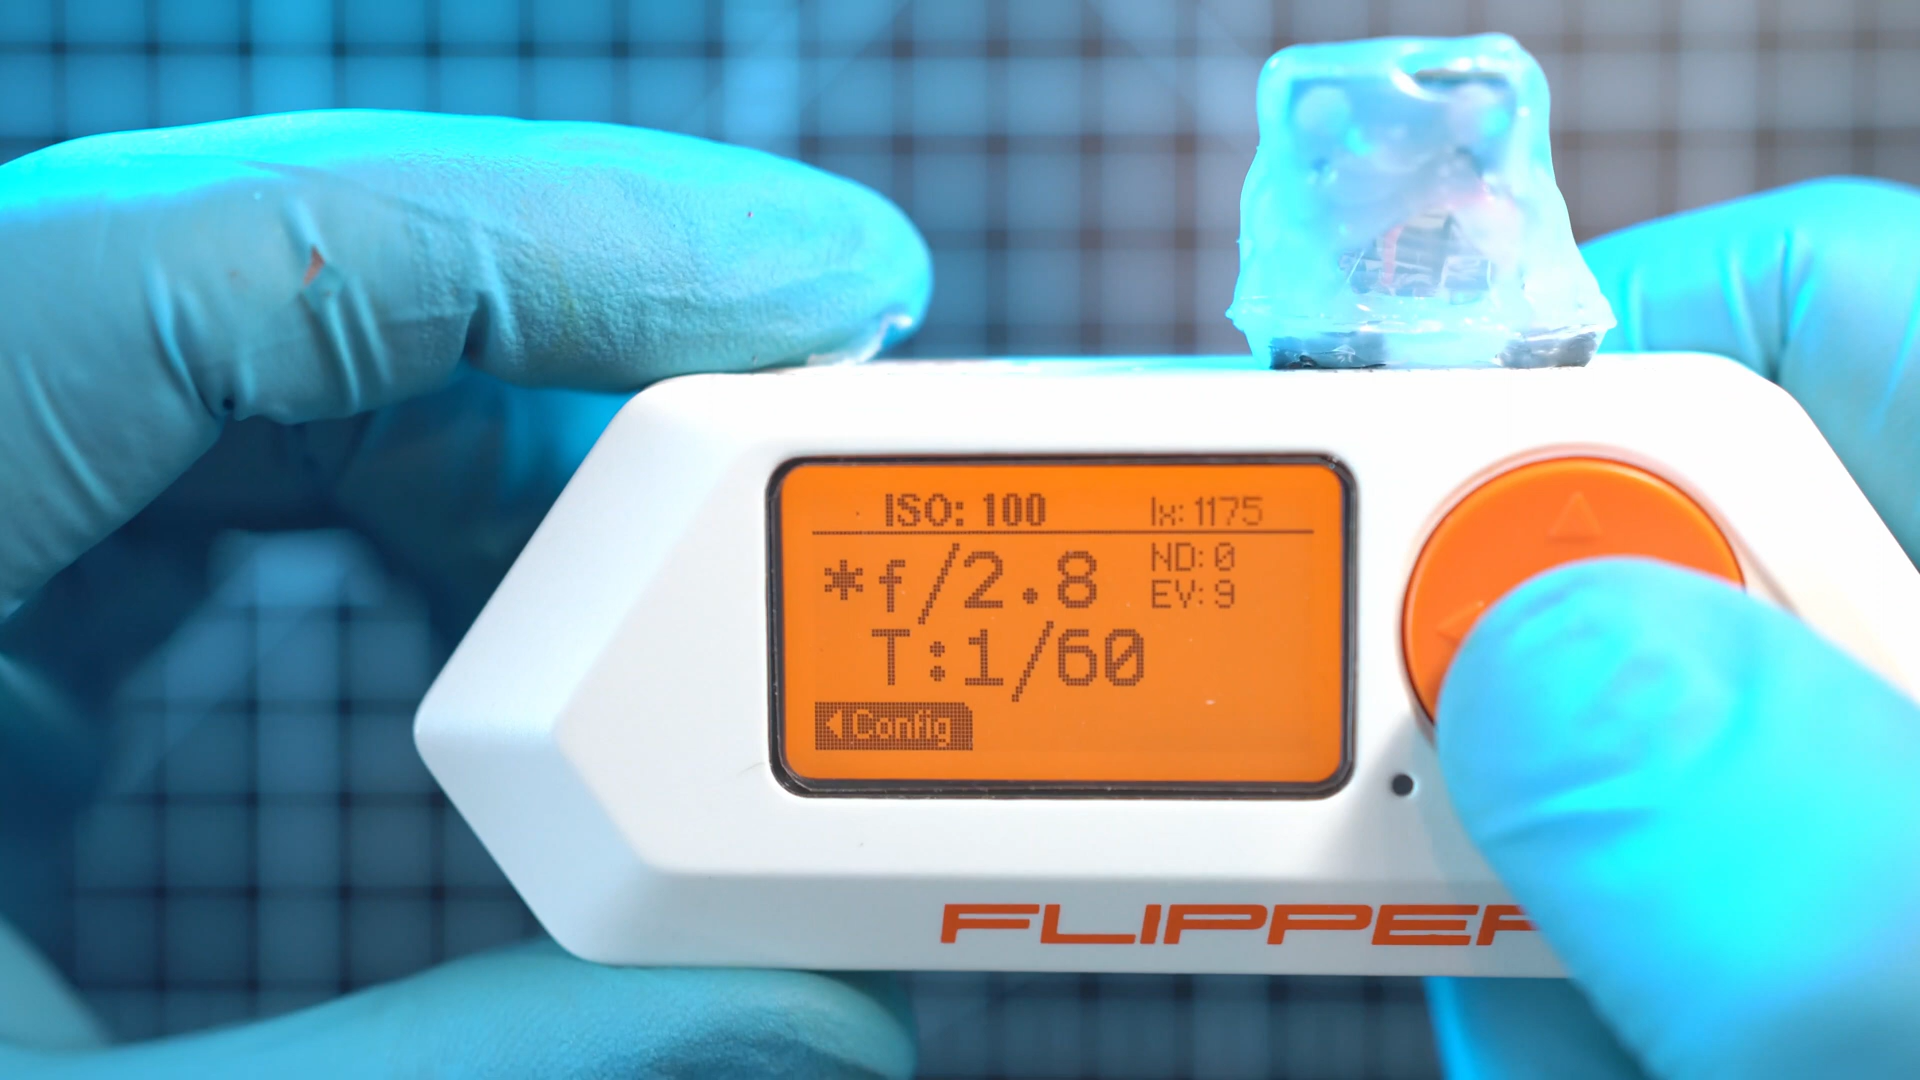 ISO: 100
lx: 1175
*f/2.8
ND: 0
EV: 9
T:1/60
Config
FLIPPER